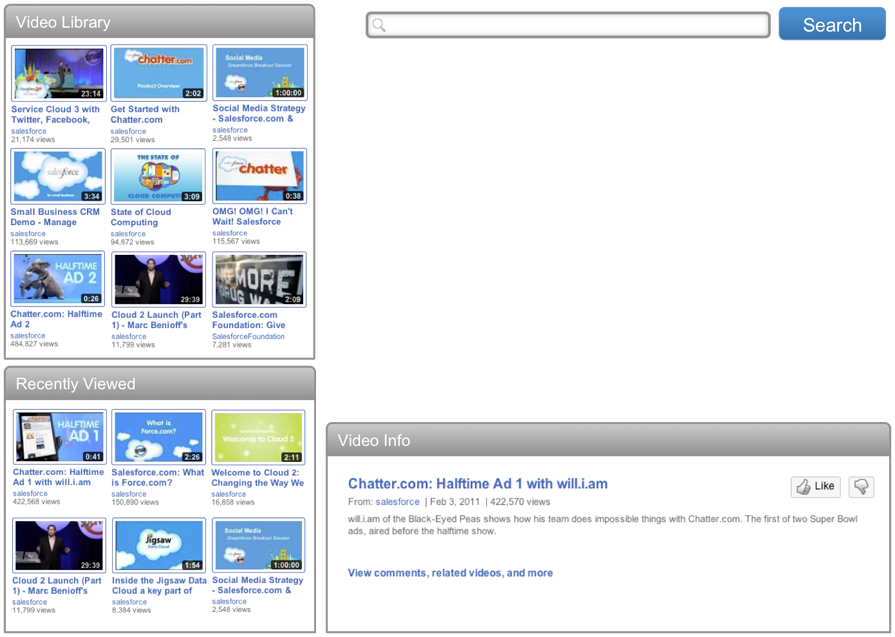 Video Library
Search
23:14
chatter.com
Product Overview
2:02
Social Media
Dreamforce Breakout Session
1:00:00
Service Cloud 3 with
Twitter, Facebook,
salesforce
21,174 views
Get Started with
Chatter.com
salesforce
29,501 views
Social Media Strategy
- Salesforce.com &
salesforce
2,548 views
salesforce
for small business
3:34
THE STATE OF
CLOUD COMPUTI
3:09
chatter
0:38
Small Business CRM
Demo - Manage
salesforce
113,669 views
State of Cloud
Computing
salesforce
94,872 views
OMG! OMG! I Can't
Wait! Salesforce
salesforce
115,567 views
HALFTIME
AD 2
0:26
29:39
MORE
DRUG WA
2:09
Chatter.com: Halftime
Ad 2
salesforce
484,827 views
Cloud 2 Launch (Part
1) - Marc Benioff's
salesforce
11,799 views
Salesforce.com
Foundation: Give
SalesforceFoundation
7,281 views
Recently Viewed
HALFTIME
AD 1
0:41
What is
Force.com?
2:26
Welcome to Cloud 2
2:11
Chatter.com: Halftime
Ad 1 with will.i.am
salesforce
422,568 views
Salesforce.com: What
is Force.com?
salesforce
150,890 views
Welcome to Cloud 2:
Changing the Way We
salesforce
16,858 views
29:39
Jigsaw
1:54
Social Media
Dreamforce Breakout Session
1:00:00
Cloud 2 Launch (Part
1) - Marc Benioff's
salesforce
11,799 views
Inside the Jigsaw Data
Cloud a key part of
salesforce
8,384 views
Social Media Strategy
- Salesforce.com &
salesforce
2,548 views
Video Info
Chatter.com: Halftime Ad 1 with will.i.am
Like
From: salesforce | Feb 3, 2011 | 422,570 views
will.i.am of the Black-Eyed Peas shows how his team does impossible things with Chatter.com. The first of two Super Bowl
ads, aired before the halftime show.
View comments, related videos, and more